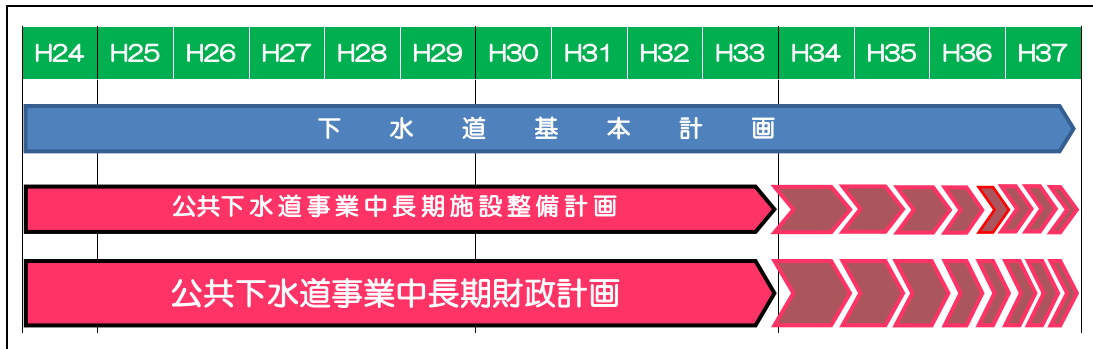 H24 H25 H26 H27 H28 H29 H30 H31 H32 H33 H34 H35 H36 H37
下水道基本計画
公共下水道事業中長期施設整備計画
公共下水道事業中長期財政計画